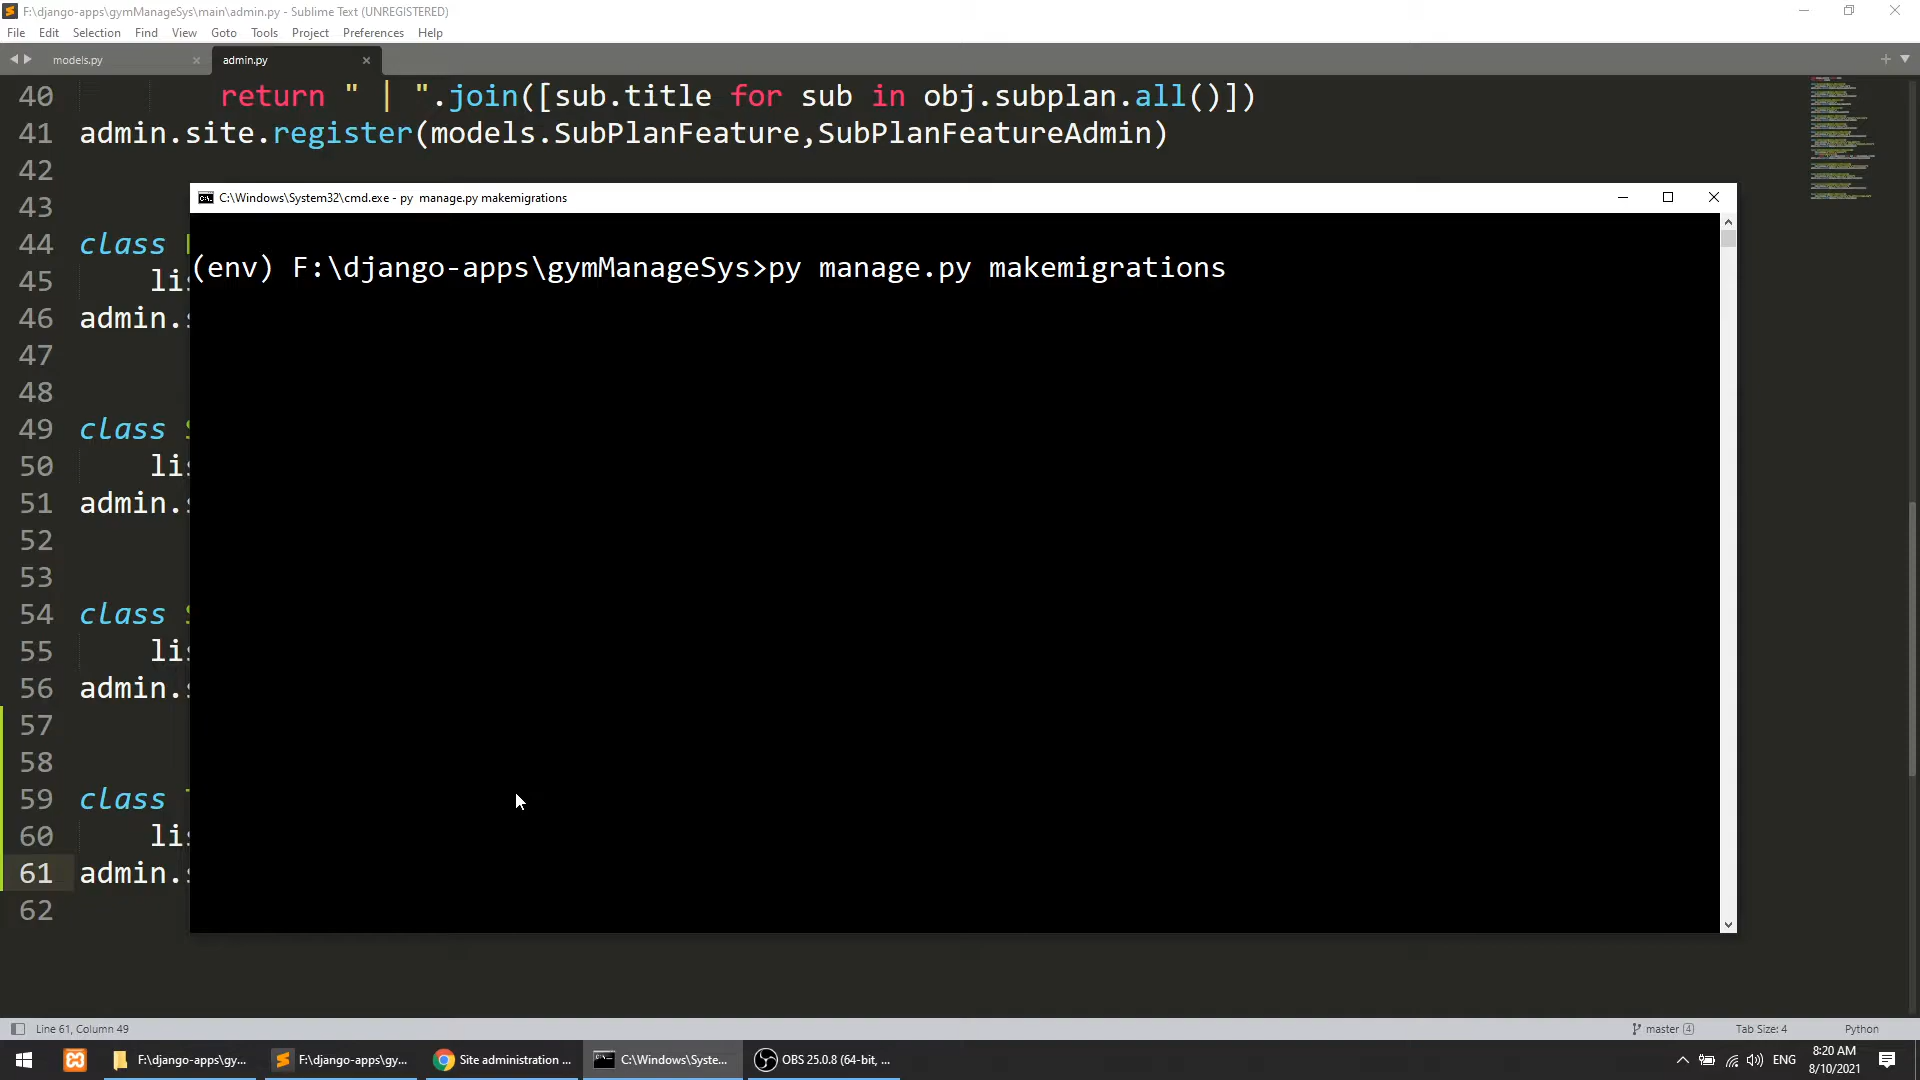 F:\django-apps\gymManageSys\main\admin.py - Sublime Text (UNREGISTERED)
File Edit Selection Find View Goto Tools Project Preferences Help
models.py × admin.py ×
40 return " | ".join([sub.title for sub in obj.subplan.all()])
41 admin.site.register(models.SubPlanFeature,SubPlanFeatureAdmin)
42
43
C:\Windows\System32\cmd.exe - py manage.py makemigrations
44 class
(env) F:\django-apps\gymManageSys>py manage.py makemigrations
45 lis
46 admin.s
47
48
49 class S
50 lis
51 admin.s
52
53
54 class S
55 lis
56 admin.s
57
58
59 class T
60 lis
61 admin.s
62
Line 61, Column 49 master 4 Tab Size: 4 Python
F:\django-apps\gy... F:\django-apps\gy... Site administration ... C:\Windows\Syste... OBS 25.0.8 (64-bit, ... ENG 8:20 AM
8/10/2021